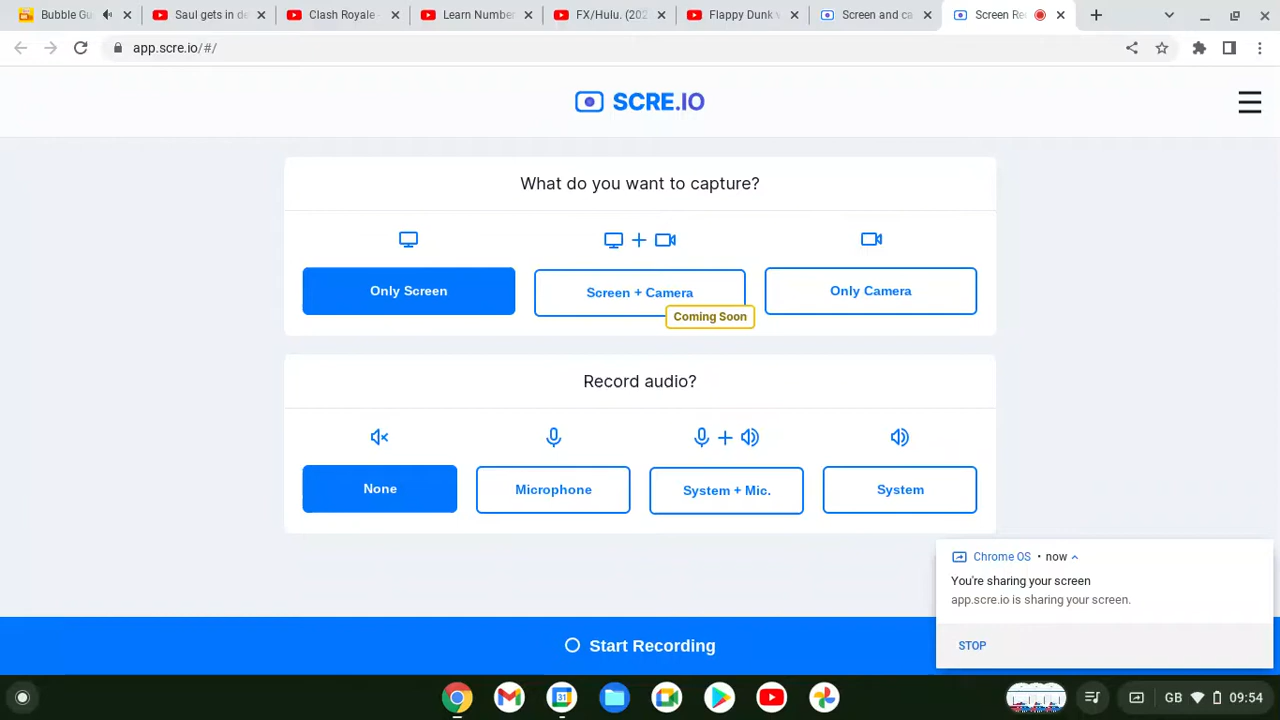 Bubble Gu
Saul gets in de
Clash Royale -
Learn Number
FX/Hulu. (202
Flappy Dunk
Screen and ca
Screen Re
app.scre.io/#/
SCRE.IO
What do you want to capture?
Only Screen
Screen + Camera
Only Camera
Coming Soon
Record audio?
None
Microphone
System + Mic.
System
Chrome OS • now
You're sharing your screen
app.scre.io is sharing your screen.
STOP
Start Recording
31
GB
09:54